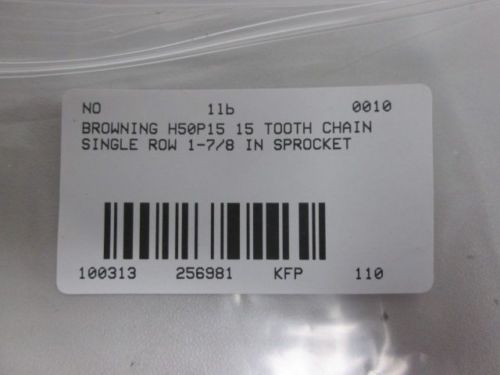 NO 1lb 0010
BROWNING H50P15 15 TOOTH CHAIN
SINGLE ROW 1-7/8 IN SPROCKET
100313 256981 KFP 110